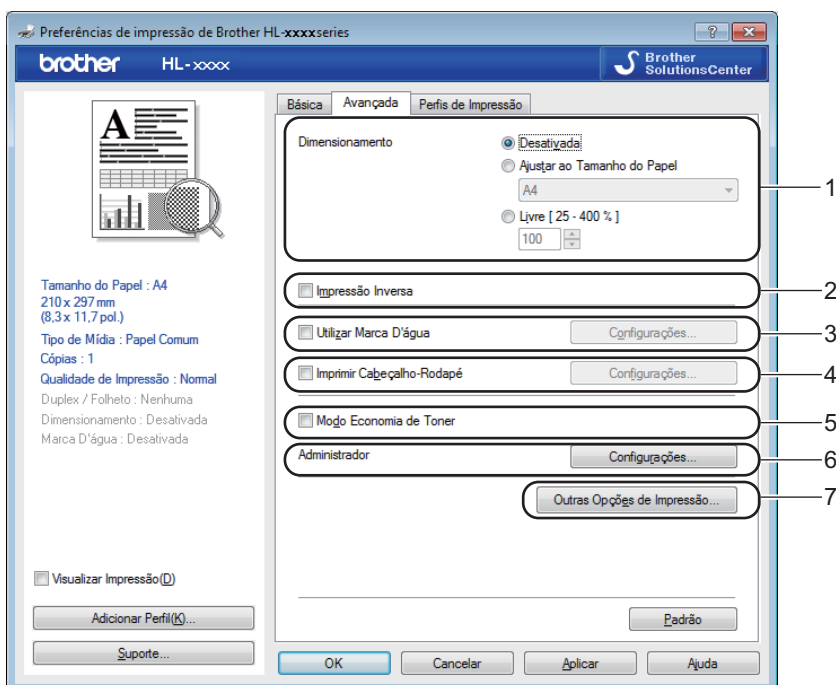 Preferências de impressão de Brother HL-xxxxseries
brother HL-xxxx
Brother
SolutionsCenter
Básica Avançada Perfis de Impressão
Dimensionamento
Desativada
Ajustar ao Tamanho do Papel
A4
Livre [ 25 - 400 % ]
100
1
Impressão Inversa
2
Utilizar Marca D'água Configurações...
3
Imprimir Cabeçalho-Rodapé Configurações...
4
Modo Economia de Toner
5
Administrador Configurações...
6
Outras Opções de Impressão...
7
A
Tamanho do Papel : A4
210 x 297 mm
(8,3 x 11,7 pol.)
Tipo de Mídia : Papel Comum
Cópias : 1
Qualidade de Impressão : Normal
Duplex / Folheto : Nenhuma
Dimensionamento : Desativada
Marca D'água : Desativada
Visualizar Impressão(D)
Adicionar Perfil(K)...
Suporte...
Padrão
OK Cancelar Aplicar Ajuda